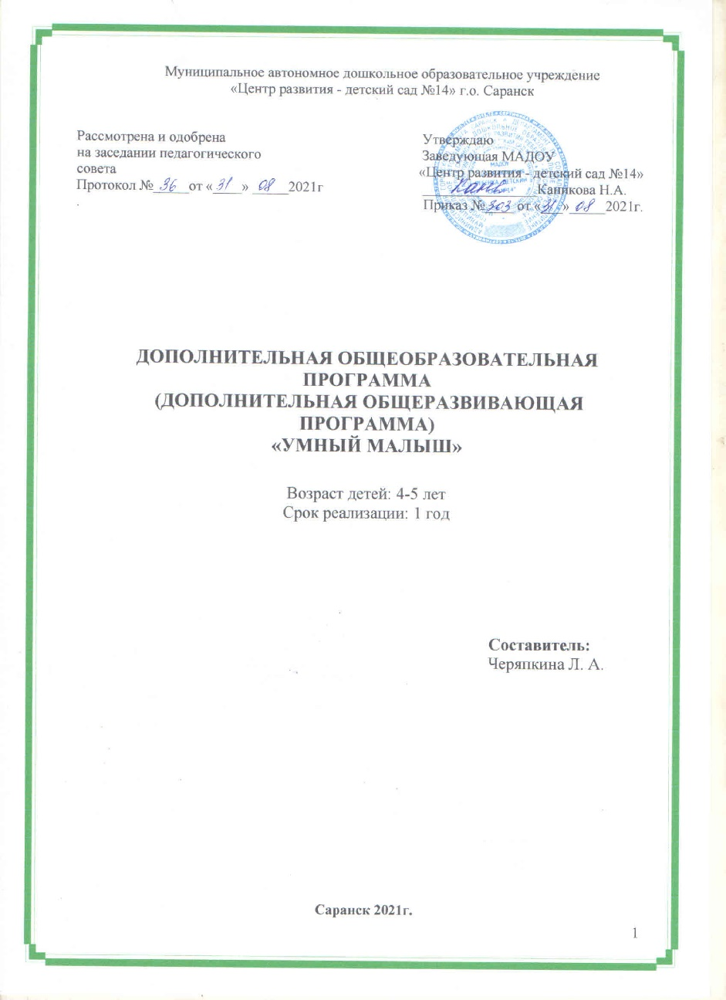 Муниципальное автономное дошкольное образовательное учреждение
«Центр развития - детский сад №14» г.о. Саранск
Рассмотрена и одобрена
на заседании педагогического
совета
Протокол № 36 от « 31 » 08 2021г
.
Утверждаю
Заведующая МАДОУ
«Центр развития - детский сад №14»
Каникова Н.А.
Приказ № 303 от « 31 » 08 2021г.
ДОПОЛНИТЕЛЬНАЯ ОБЩЕОБРАЗОВАТЕЛЬНАЯ
ПРОГРАММА
(ДОПОЛНИТЕЛЬНАЯ ОБЩЕРАЗВИВАЮЩАЯ
ПРОГРАММА)
«УМНЫЙ МАЛЫШ»
Возраст детей: 4-5 лет
Срок реализации: 1 год
Составитель:
Черяпкина Л. А.
Саранск 2021г.
1